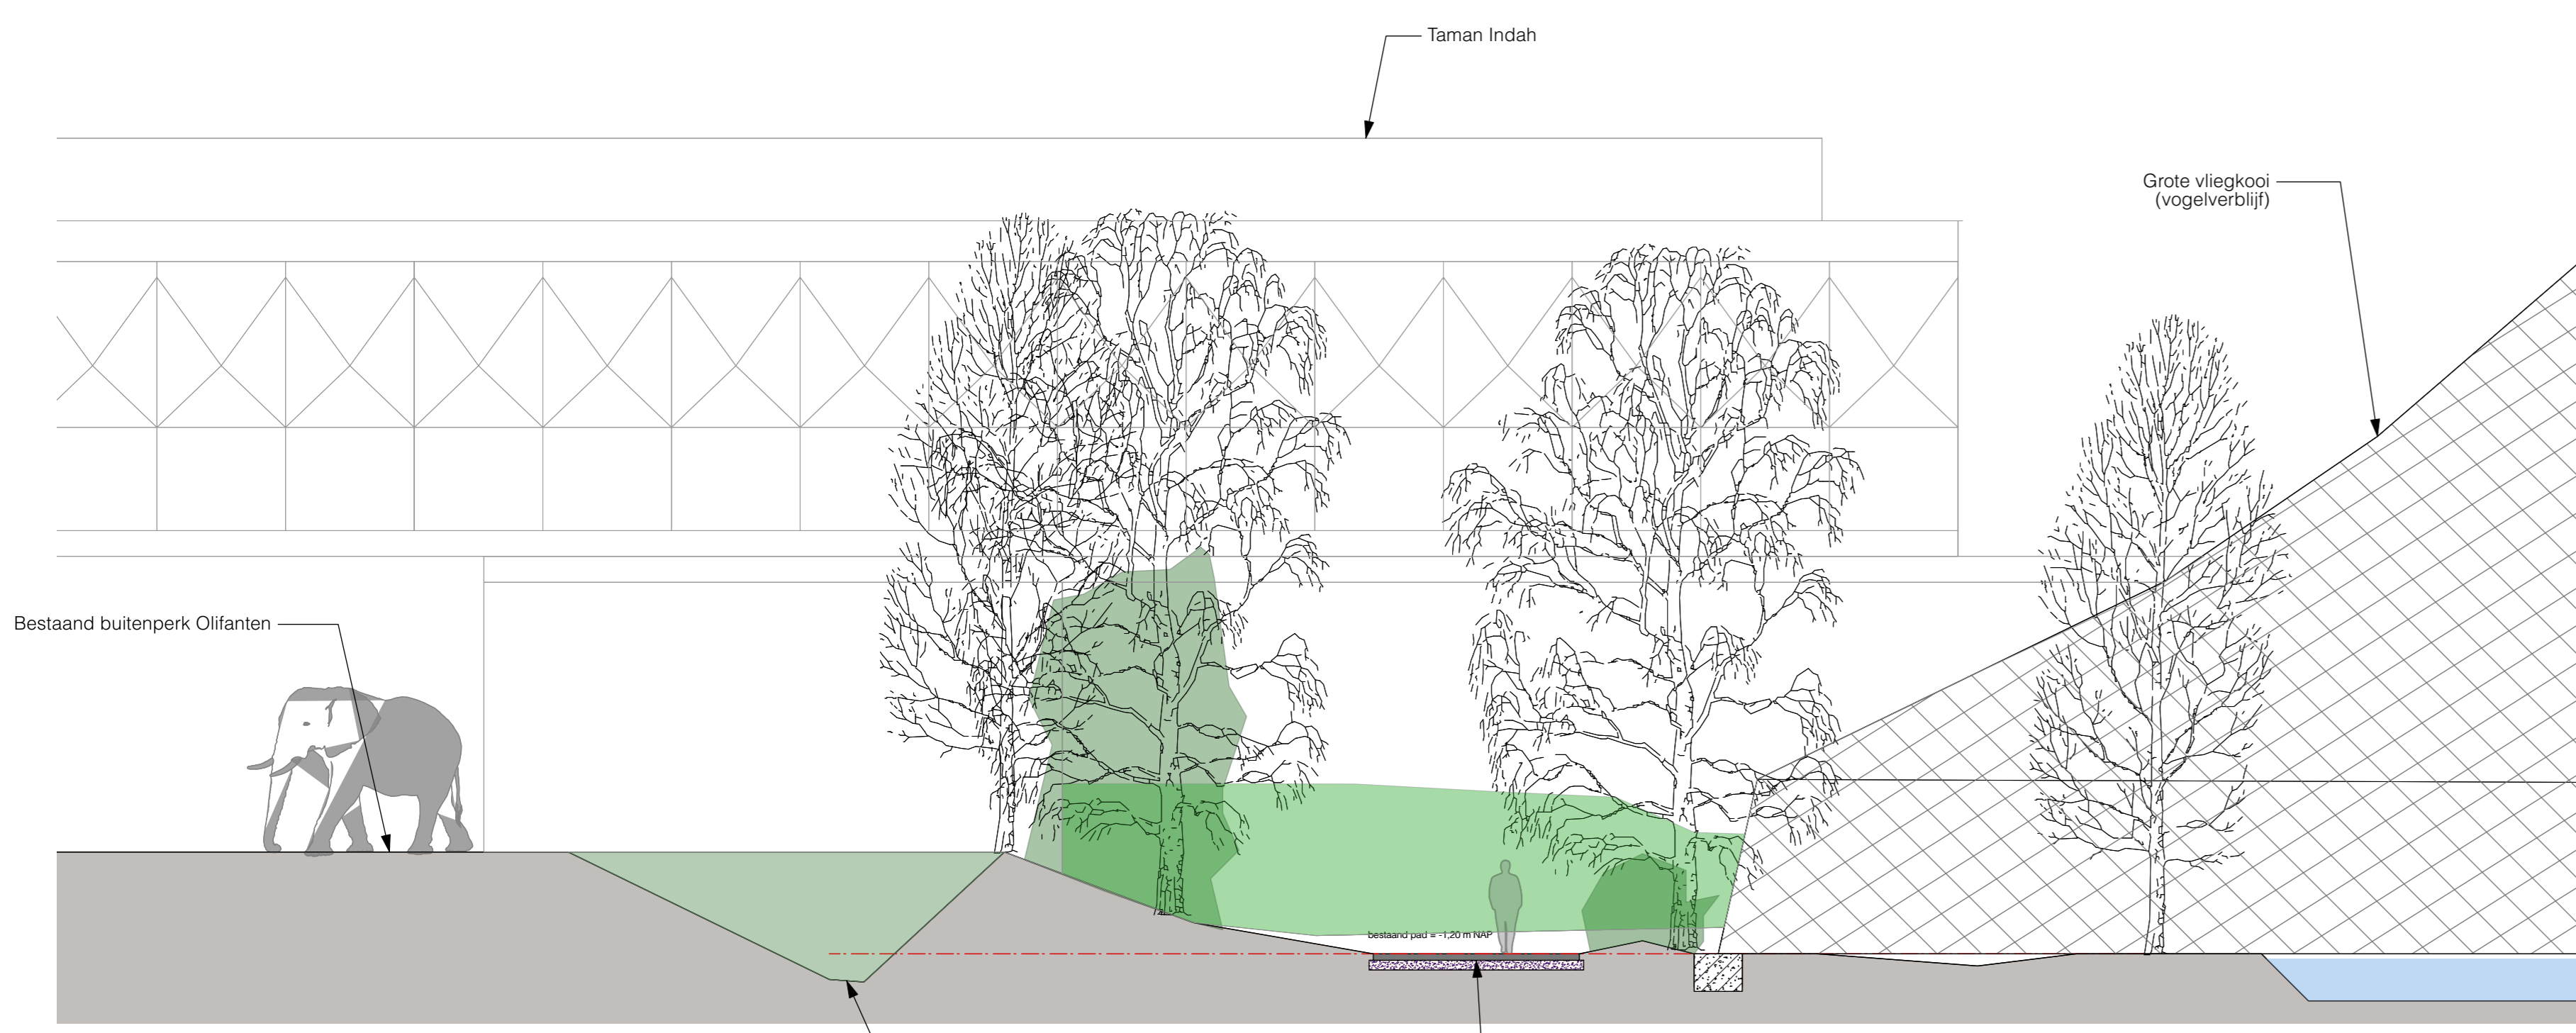 Taman Indah
Grote vliegkooi
(vogelverblijf)
Bestaand buitenperk Olifanten
bestaand pad = -1,20 m NAP